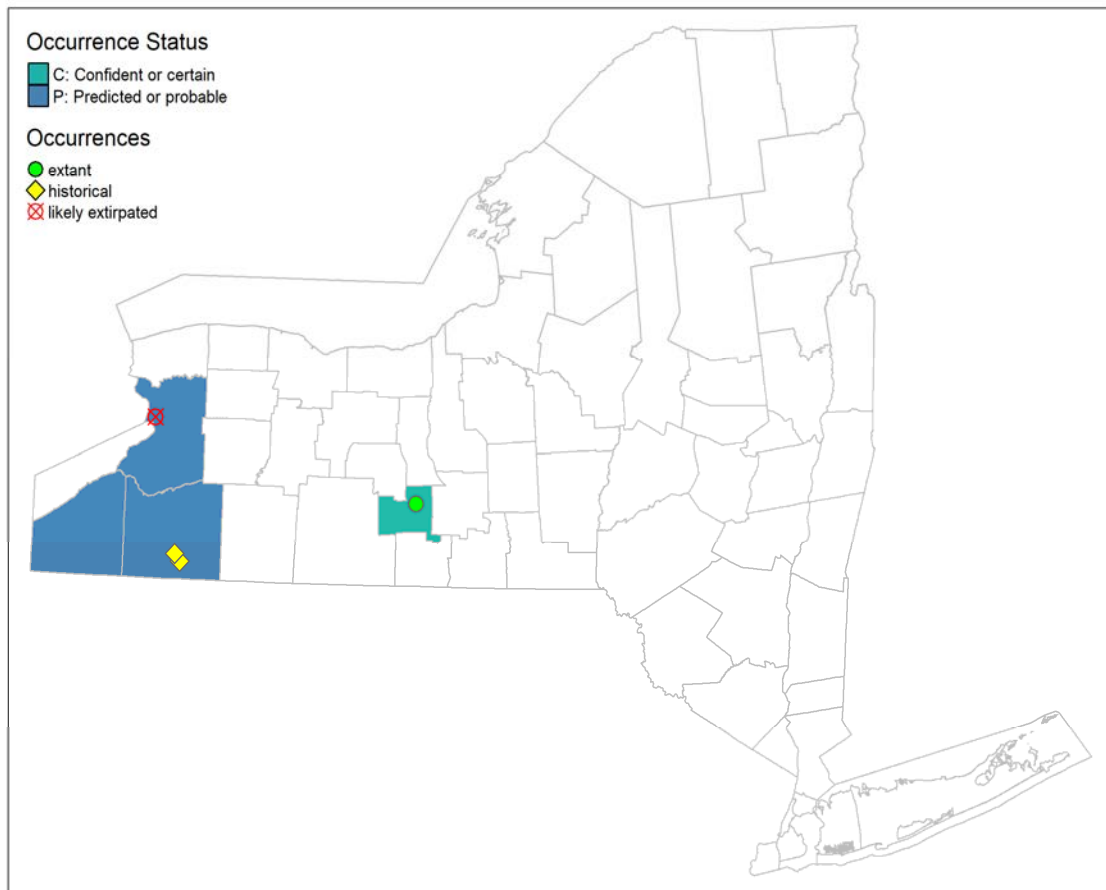 Occurrence Status
C: Confident or certain
P: Predicted or probable
Occurrences
extant
historical
likely extirpated